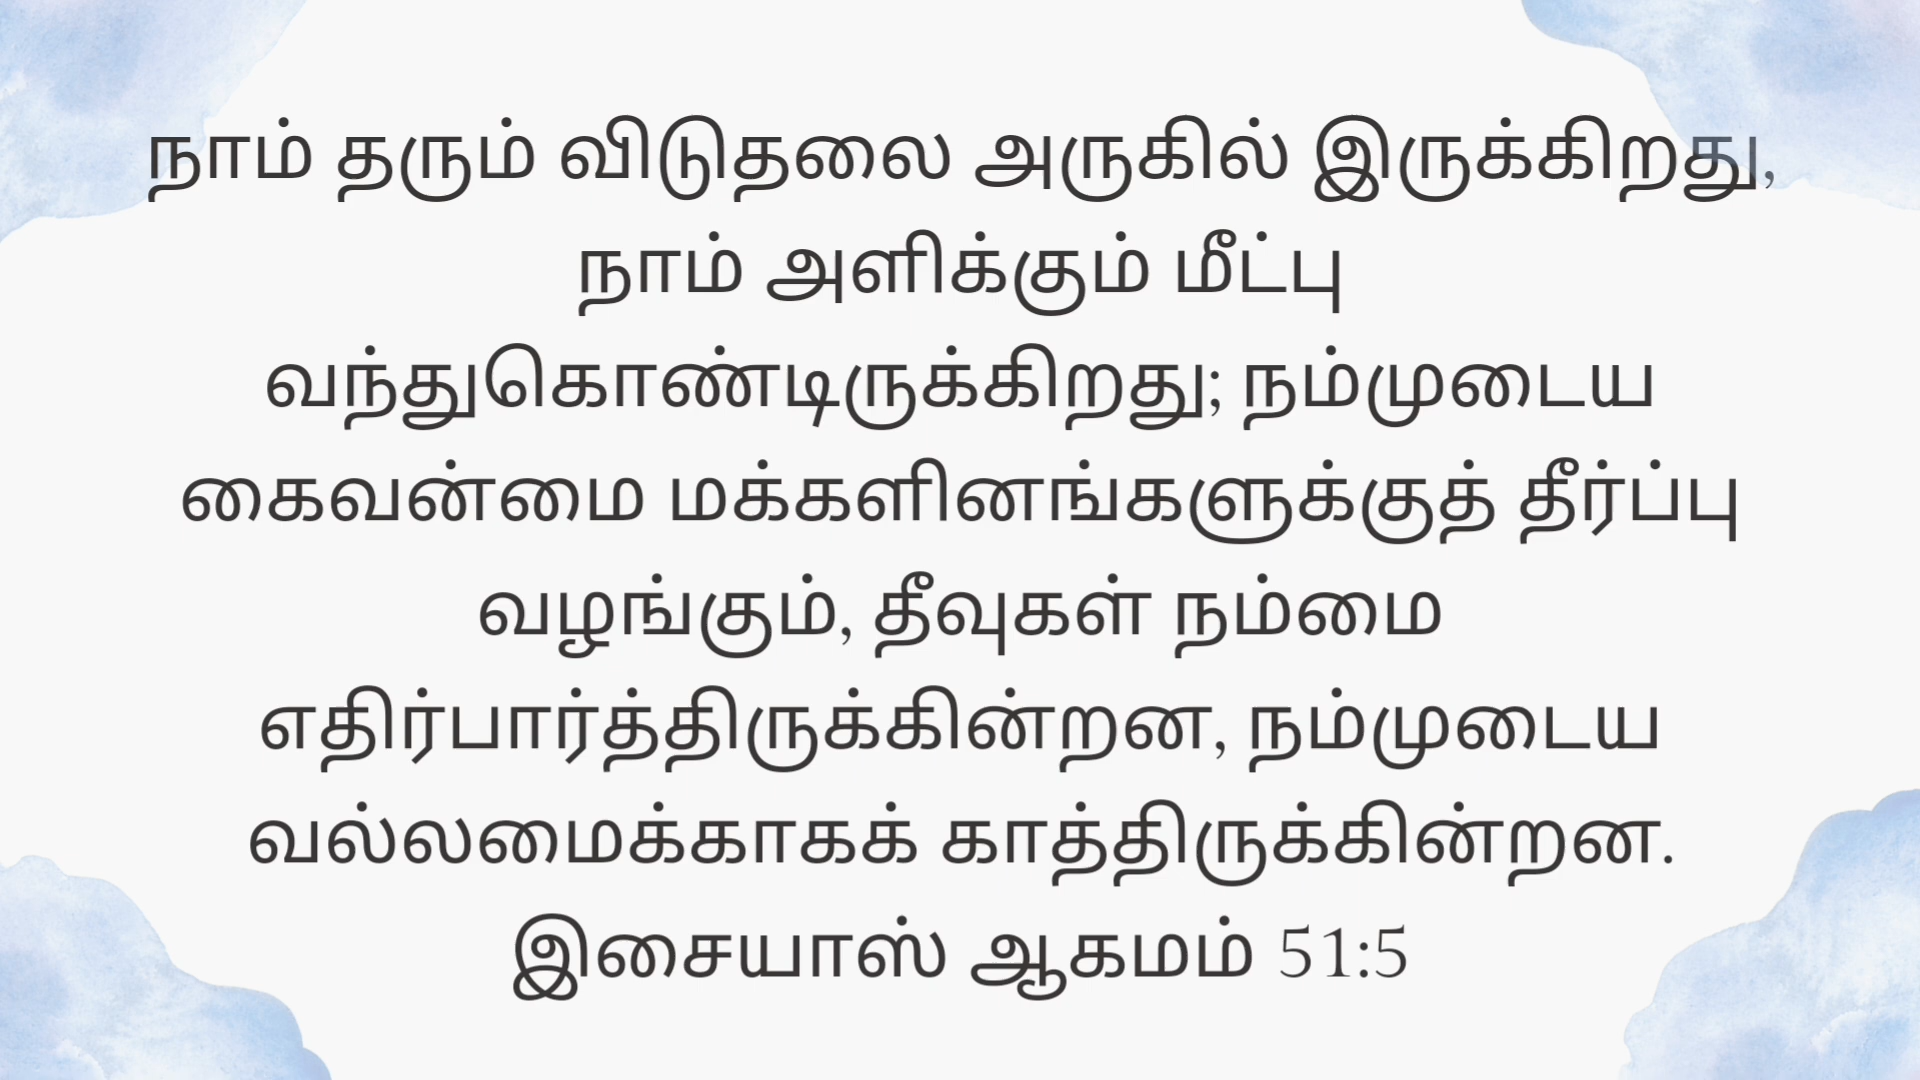 நாம் தரும் விடுதலை அருகில் இருக்கிறது,
நாம் அளிக்கும் மீட்பு
வந்துகொண்டிருக்கிறது; நம்முடைய
கைவன்மை மக்களினங்களுக்குத் தீர்ப்பு
வழங்கும், தீவுகள் நம்மை
எதிர்பார்த்திருக்கின்றன, நம்முடைய
வல்லமைக்காகக் காத்திருக்கின்றன.
இசையாஸ் ஆகமம் 51:5